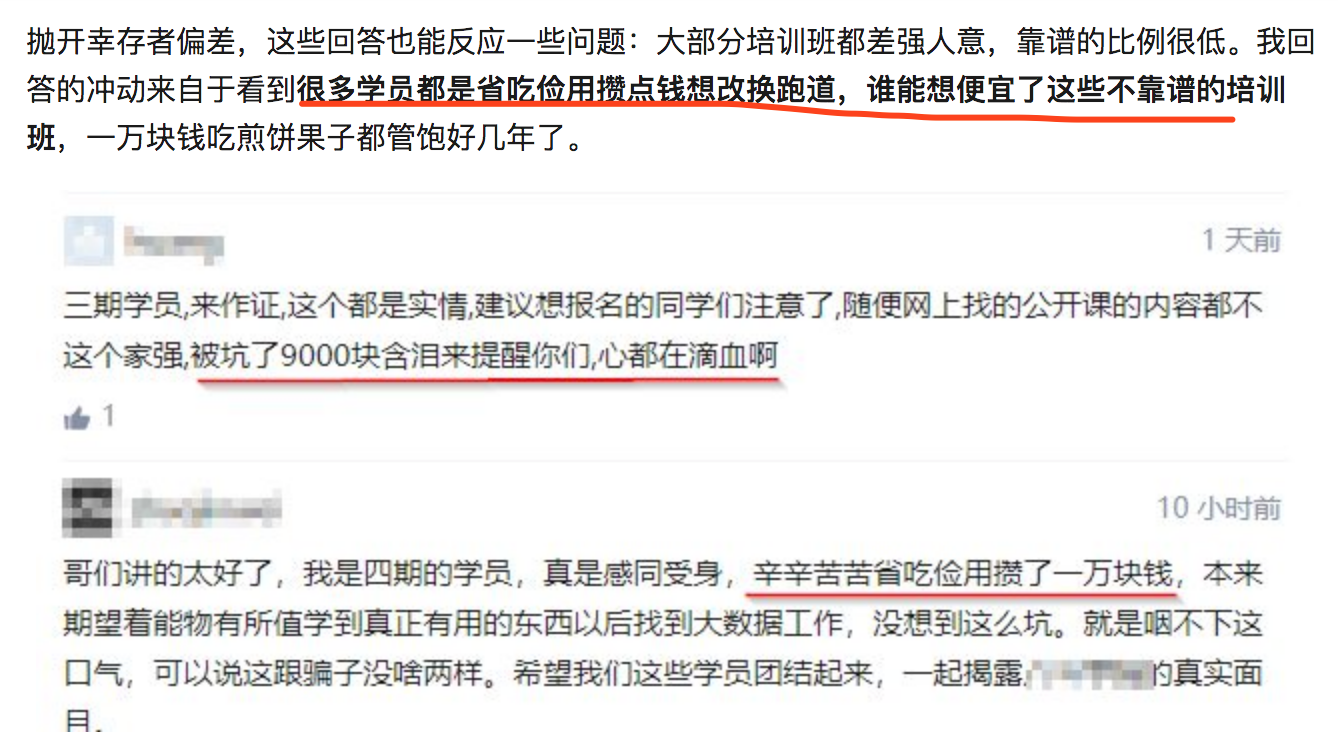 抛开幸存者偏差，这些回答也能反应一些问题：大部分培训班都差强人意，靠谱的比例很低。我回
答的冲动来自于看到很多学员都是省吃俭用攒点钱想改换跑道，谁能想便宜了这些不靠谱的培训
班，一万块钱吃煎饼果子都管饱好几年了。
1 天前
三期学员,来作证,这个都是实情,建议想报名的同学们注意了,随便网上找的公开课的内容都不
这个家强,被坑了9000块含泪来提醒你们,心都在滴血啊
1
10 小时前
哥们讲的太好了，我是四期的学员，真是感同受身，辛辛苦苦省吃俭用攒了一万块钱，本来
期望着能物有所值学到真正有用的东西以后找到大数据工作，没想到这么坑。就是咽不下这
口气，可以说这跟骗子没啥两样。希望我们这些学员团结起来，一起揭露的真实面
目。